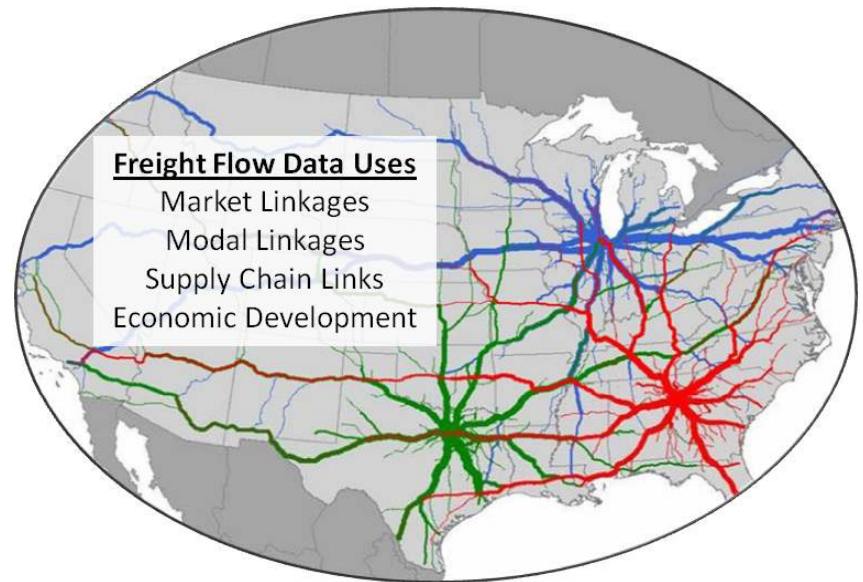 Freight Flow Data Uses
Market Linkages
Modal Linkages
Supply Chain Links
Economic Development